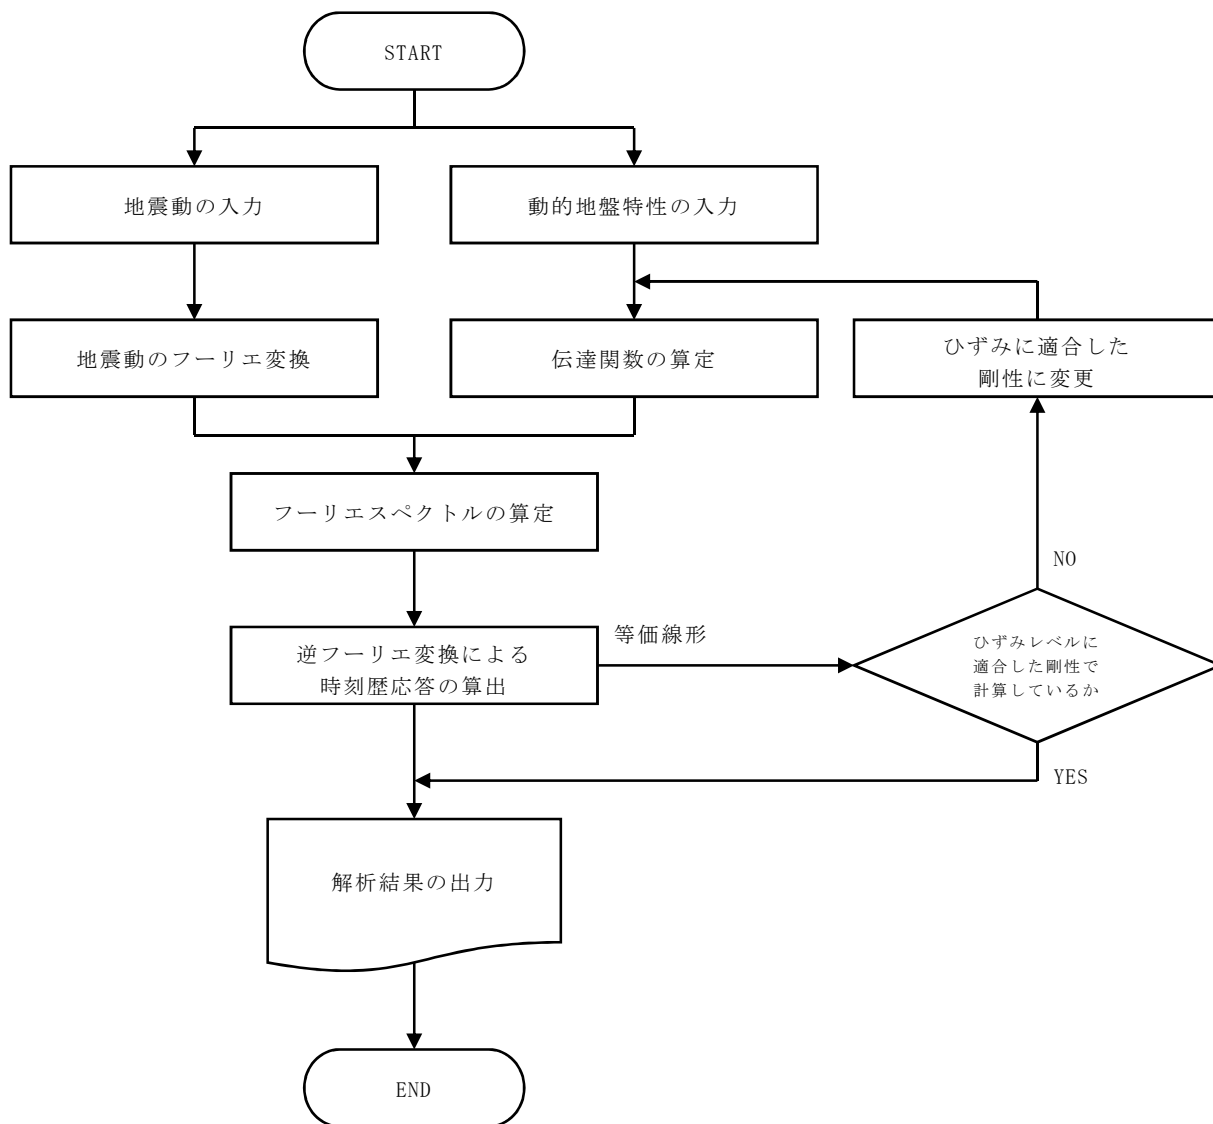 START
地震動の入力
動的地盤特性の入力
地震動のフーリエ変換
伝達関数の算定
ひずみに適合した
剛性に変更
フーリエスペクトルの算定
NO
逆フーリエ変換による
時刻歴応答の算出
等価線形
ひずみレベルに
適合した剛性で
計算しているか
YES
解析結果の出力
END